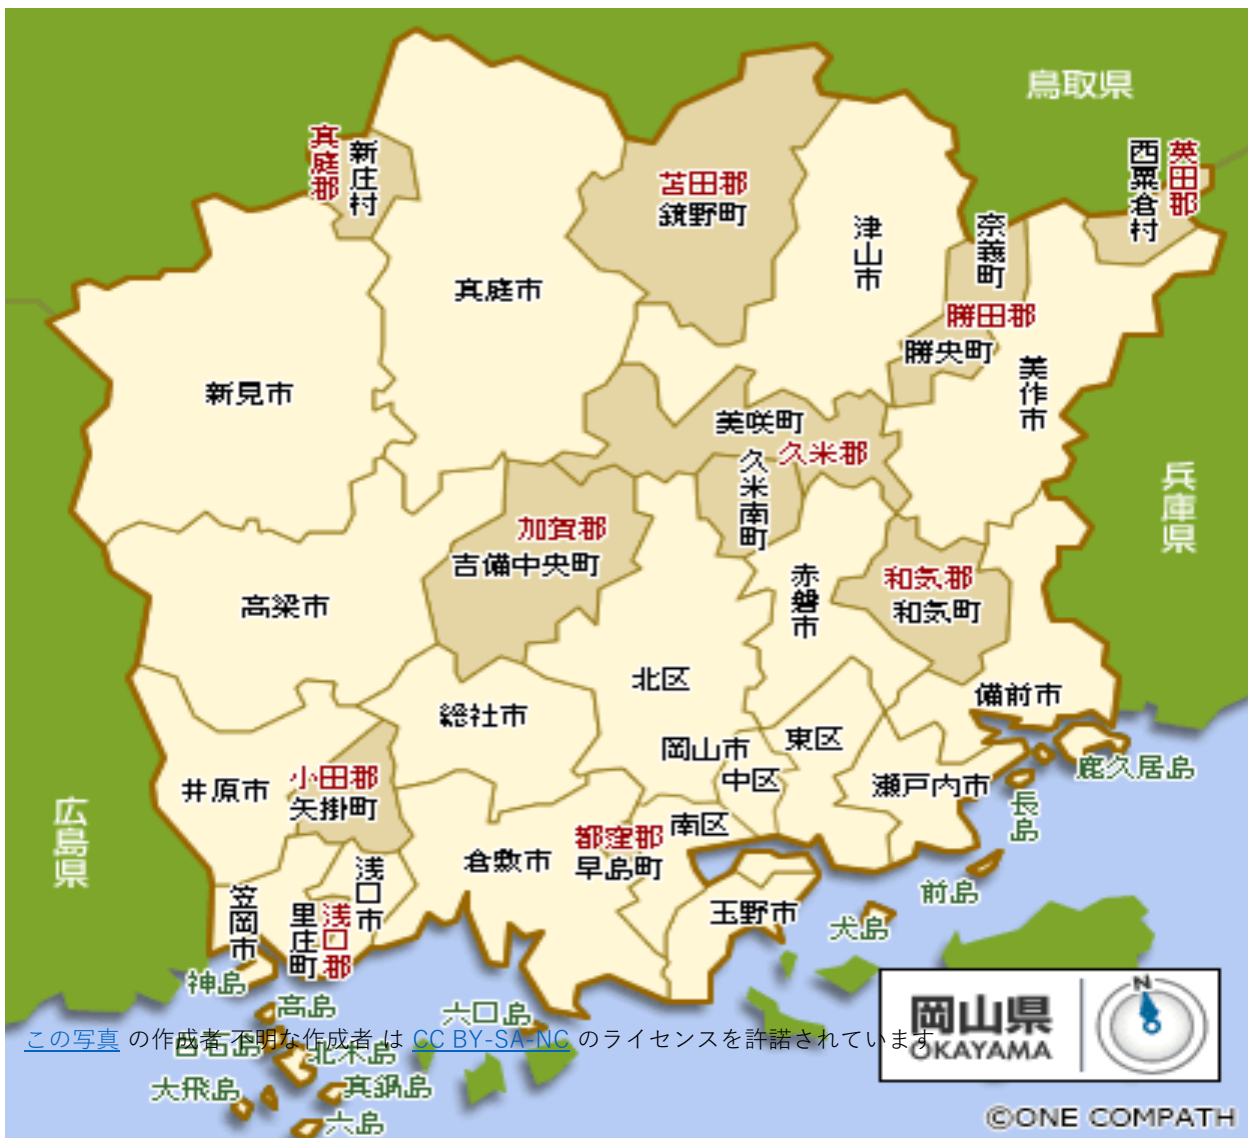 鳥取県
真庭郡
新庄村
苫田郡
鏡野町
西粟倉村
英田郡
津山市
奈義町
真庭市
勝田郡
勝央町
新見市
美作市
美咲町
久米郡
久米南町
兵庫県
加賀郡
吉備中央町
赤磐市
和気郡
和気町
高梁市
北区
備前市
総社市
岡山市
東区
中区
瀬戸内市
鹿久居島
井原市
小田郡
矢掛町
長島
広島県
倉敷市
都窪郡
早島町
南区
浅口市
笠岡市
里庄町
浅口郡
玉野市
前島
犬島
神島
高島
六口島
この写真 の作成者 不明な作成者 は CC BY-SA-NC のライセンスを許諾されています
白石島
北木島
大飛島
真鍋島
六島
岡山県
OKAYAMA
N
©ONE COMPATH